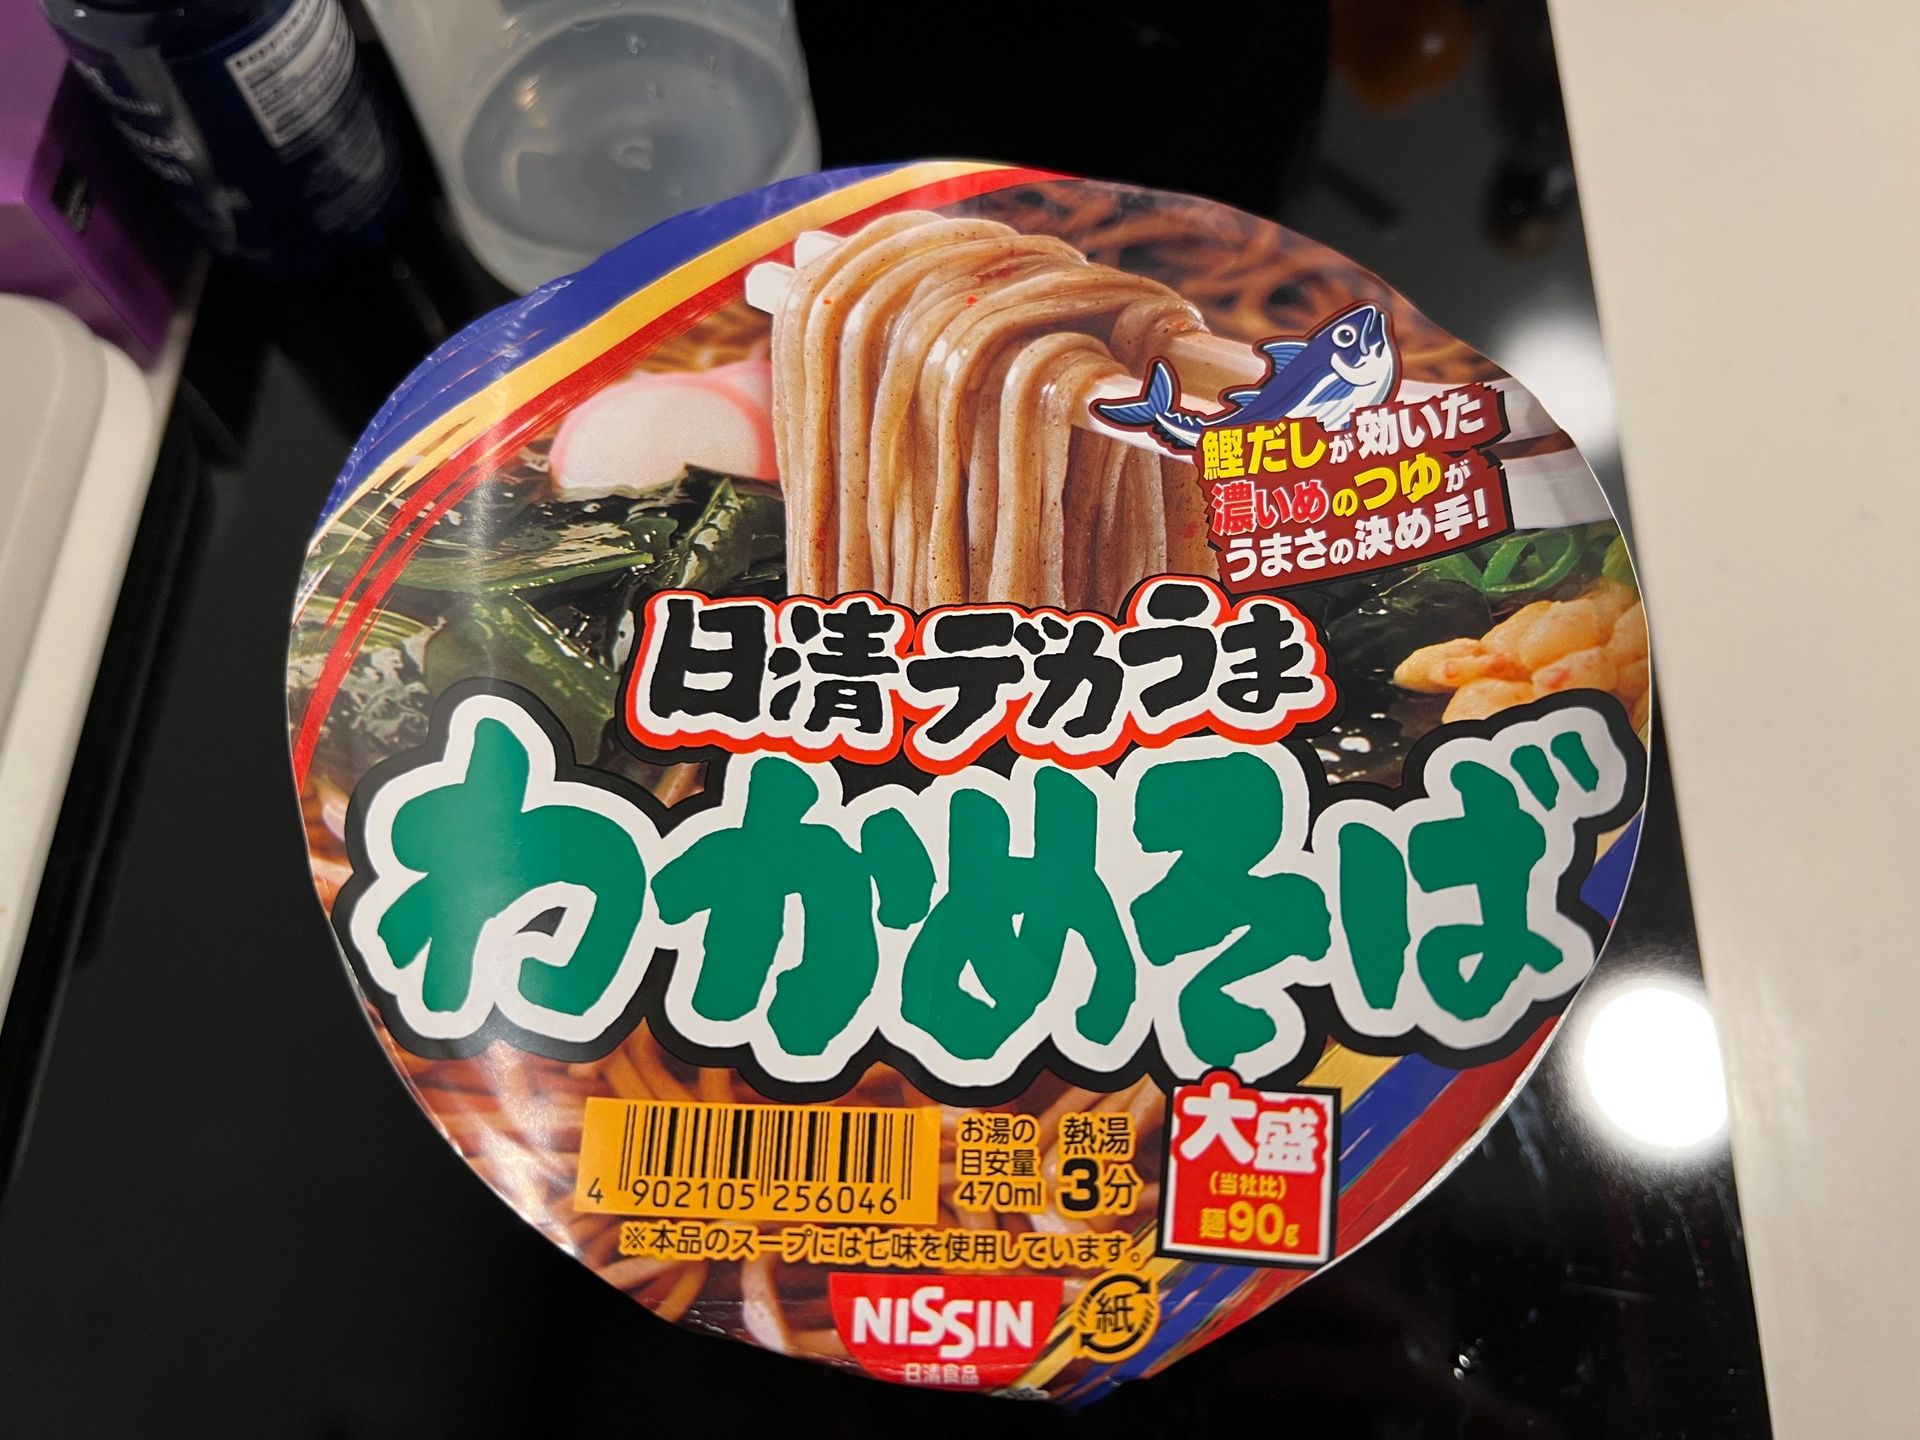 鰹だしが効いた
濃いめのつゆが
うまさの決め手!
日清デカうま
わかめそば
大盛
(当社比)
麺90g
お湯の
目安量
470ml
熱湯
3分
4 902105 256046
※本品のスープには七味を使用しています。
NISSIN
日清食品
紙